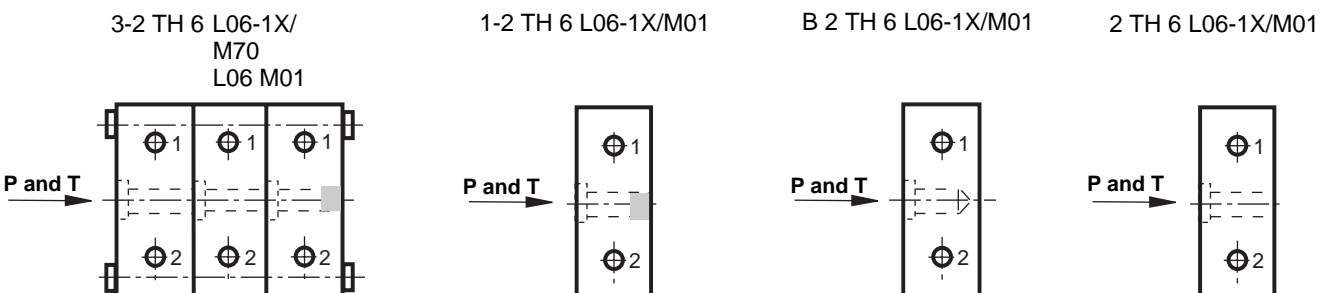 3-2 TH 6 L06-1X/
M70
L06 M01
1-2 TH 6 L06-1X/M01
B 2 TH 6 L06-1X/M01
2 TH 6 L06-1X/M01
1 1 1
P and T
2 2 2
1
P and T
2
1
P and T
2
1
P and T
2